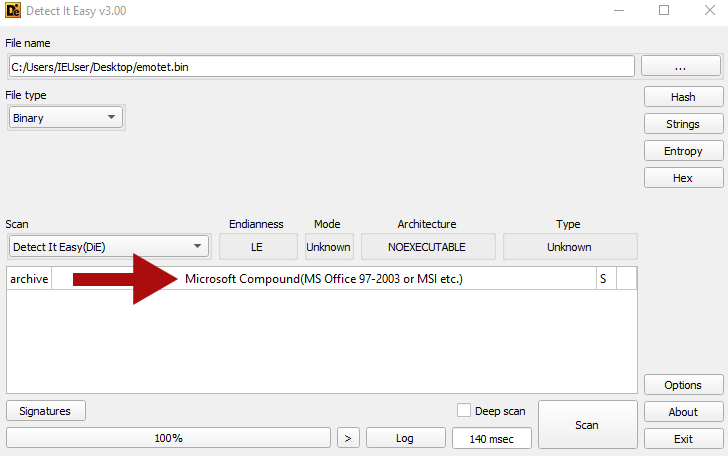 Detect It Easy v3.00
File name
C:/Users/IEUser/Desktop/emotet.bin
...
File type
Binary
Hash
Strings
Entropy
Hex
Scan Endianness Mode Architecture Type
Detect It Easy(DiE) LE Unknown NOEXECUTABLE Unknown
archive Microsoft Compound(MS Office 97-2003 or MSI etc.) S
Options
Signatures Deep scan Scan About
100% > Log 140 msec Exit